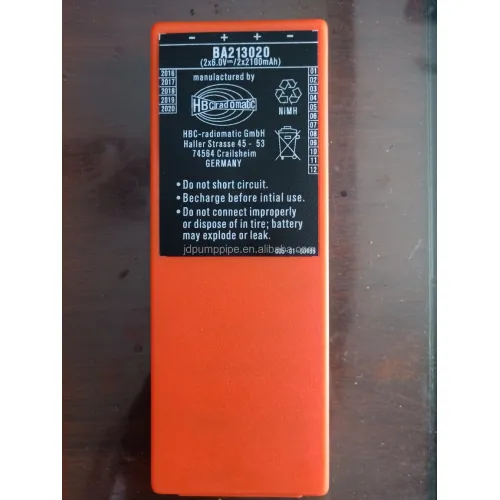 - + + -
BA213020
(2x6.0V⎓/2x2100mAh)
2016
2017
2018
2019
2020
manufactured by
HBC radiomatic
NiMH
HBC-radiomatic GmbH
Haller Strasse 45 - 53
74564 Crailsheim
GERMANY
01
02
03
04
05
06
07
08
09
10
11
12
• Do not short circuit.
• Becharge before intial use.
• Do not connect improperly
or dispose of in tire; battery
may explode or leak.
jdpumppipe.en.alibaba.com